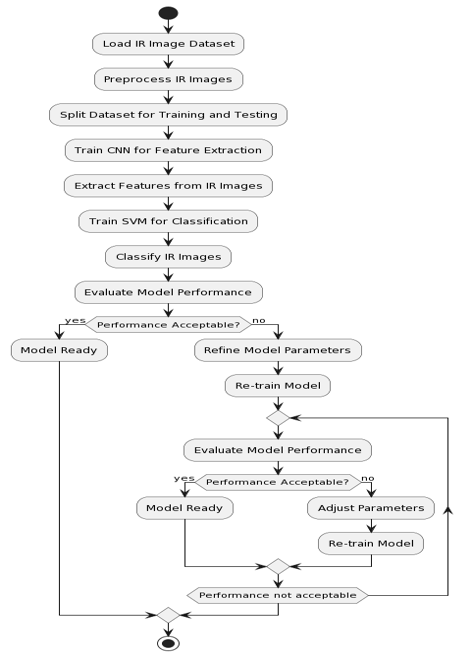 Load IR Image Dataset
Preprocess IR Images
Split Dataset for Training and Testing
Train CNN for Feature Extraction
Extract Features from IR Images
Train SVM for Classification
Classify IR Images
Evaluate Model Performance
yes
Performance Acceptable?
no
Model Ready
Refine Model Parameters
Re-train Model
Evaluate Model Performance
yes
Performance Acceptable?
no
Model Ready
Adjust Parameters
Re-train Model
Performance not acceptable